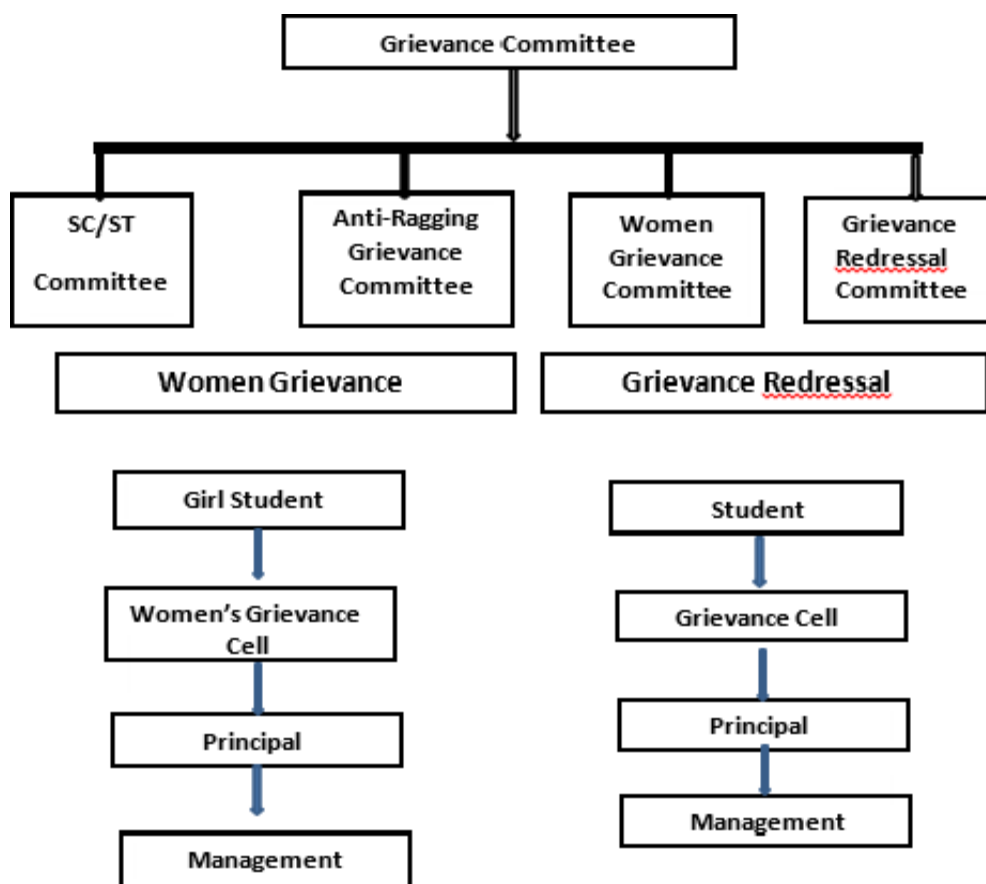 Grievance Committee
SC/ST
Committee
Anti-Ragging
Grievance
Committee
Women
Grievance
Committee
Grievance
Redressal
Committee
Women Grievance
Grievance Redressal
Girl Student
Women's Grievance
Cell
Principal
Management
Student
Grievance Cell
Principal
Management